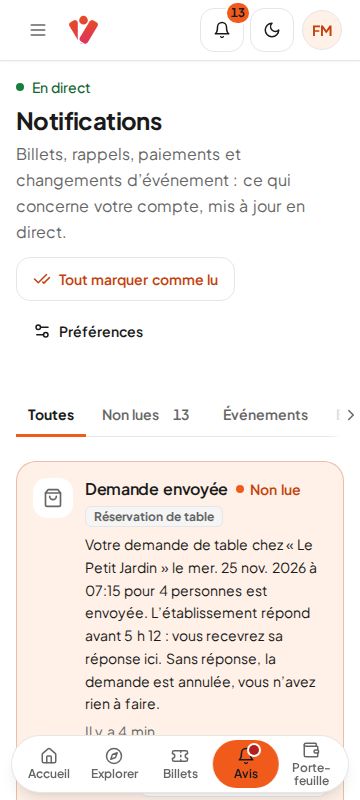 13
FM
En direct
Notifications
Billets, rappels, paiements et
changements d’événement : ce qui
concerne votre compte, mis à jour en
direct.
Tout marquer comme lu
Préférences
Toutes
Non lues 13
Événements
Demande envoyée
Non lue
Réservation de table
Votre demande de table chez « Le
Petit Jardin » le mer. 25 nov. 2026 à
07:15 pour 4 personnes est
envoyée. L’établissement répond
avant 5 h 12 : vous recevrez sa
réponse ici. Sans réponse, la
demande est annulée, vous n’avez
rien à faire.
Il y a 4 min
Accueil
Explorer
Billets
Avis
Porte-
feuille